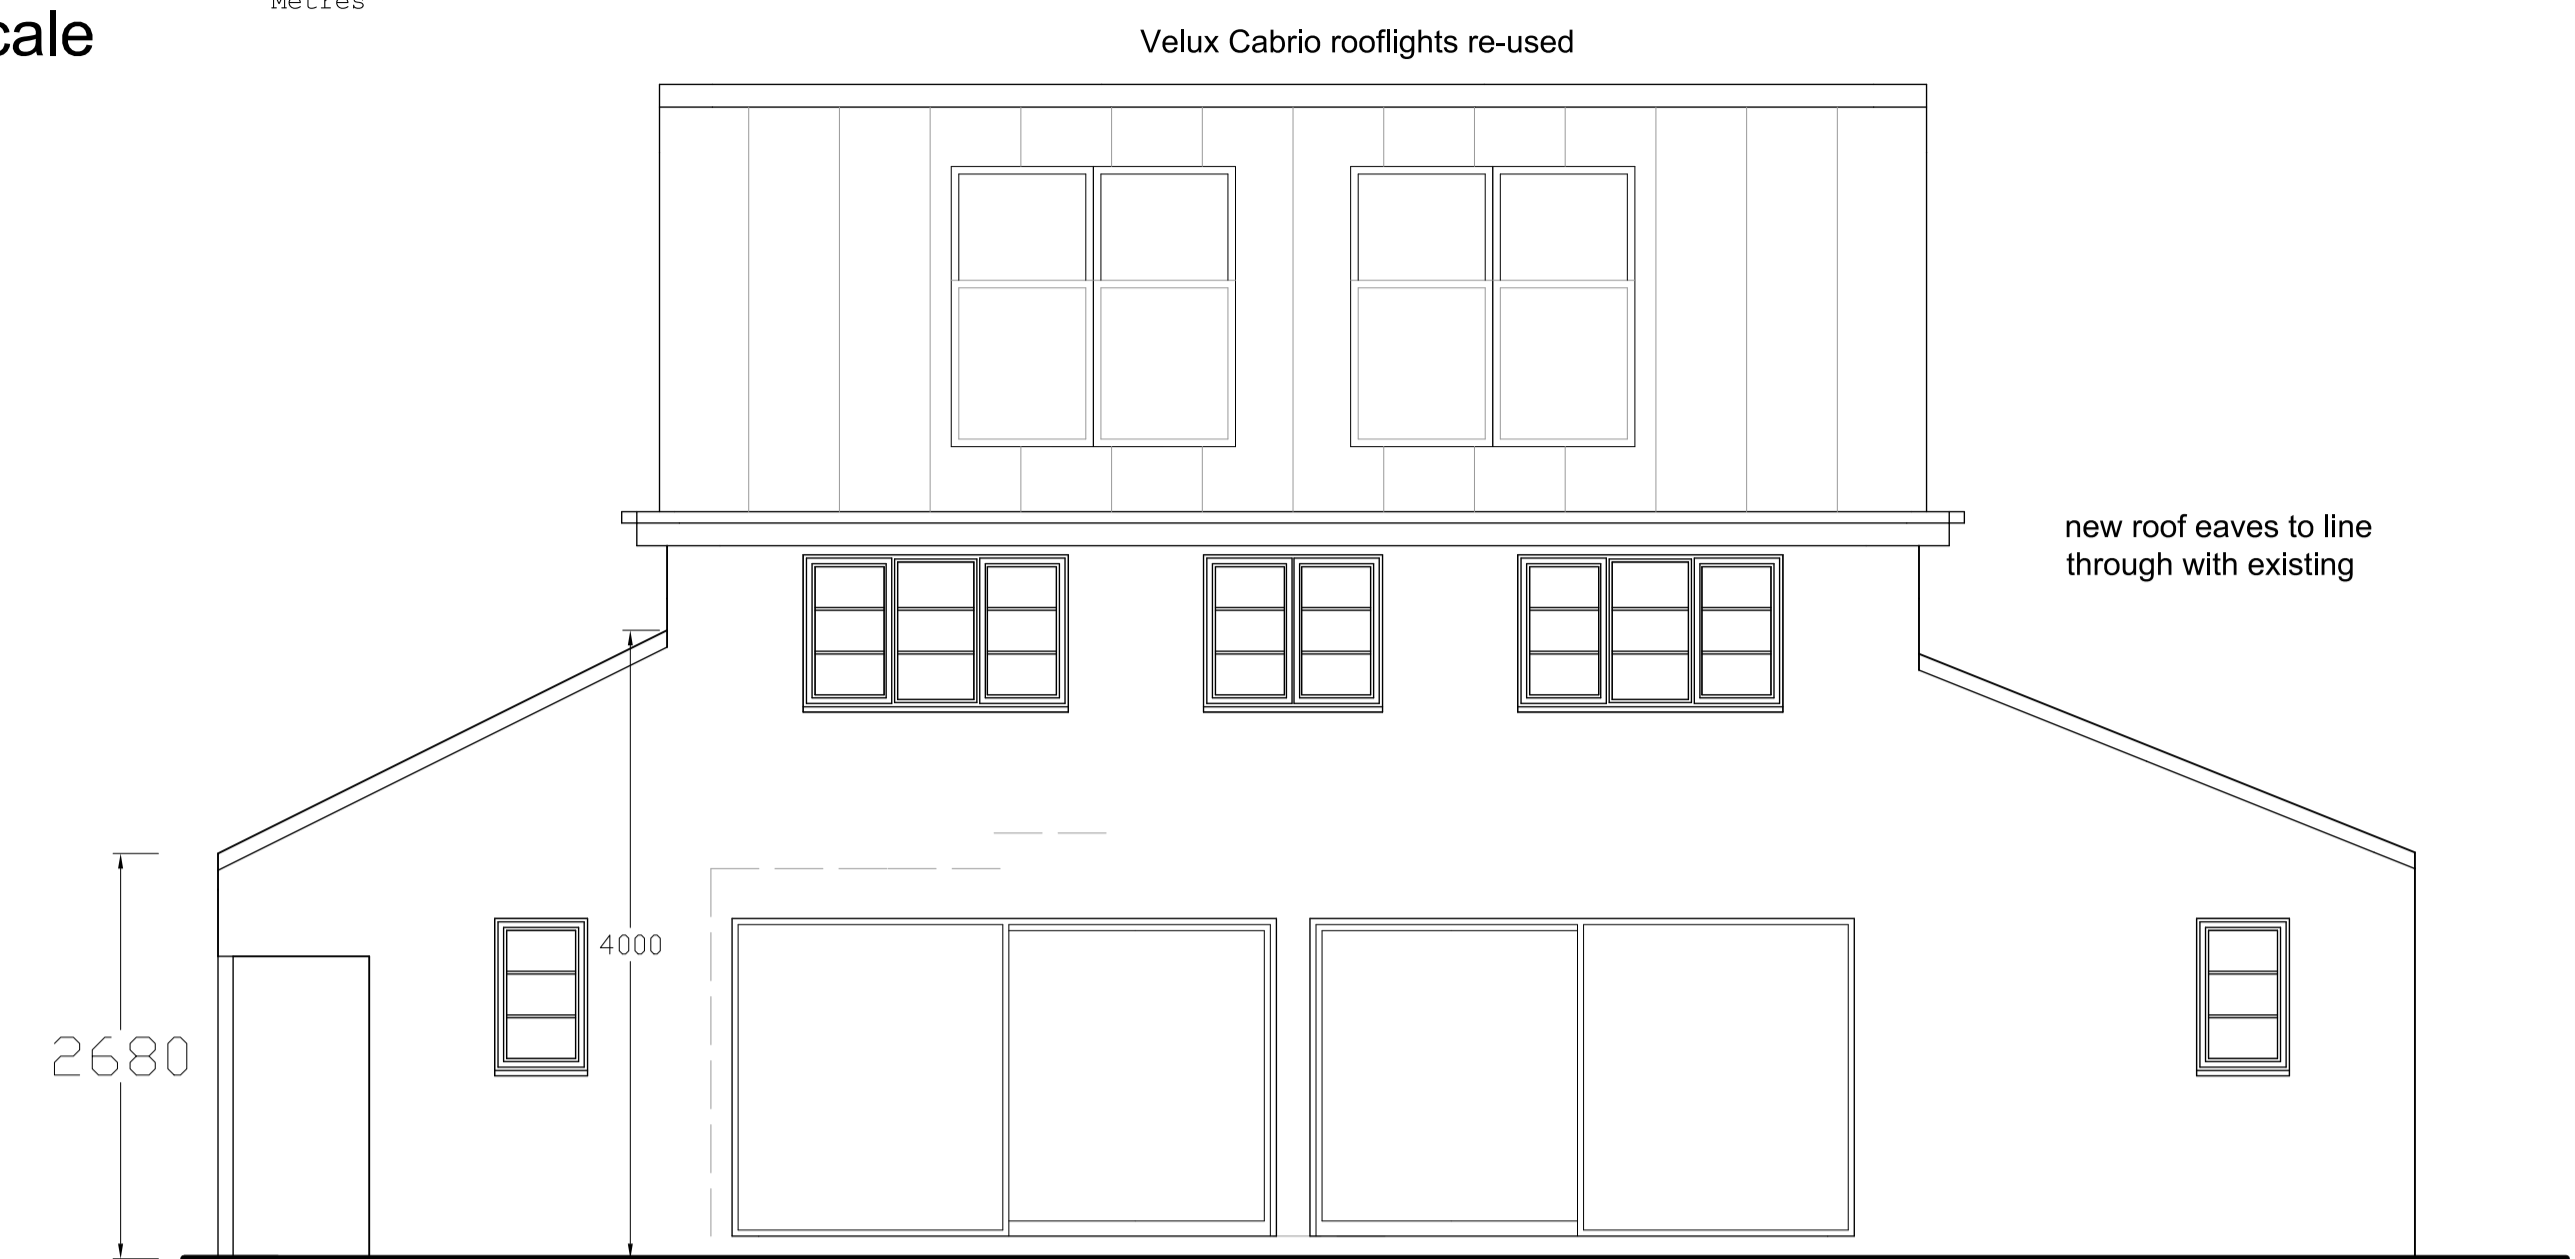 Metres
cale
Velux Cabrio rooflights re-used
new roof eaves to line
through with existing
4000
2680